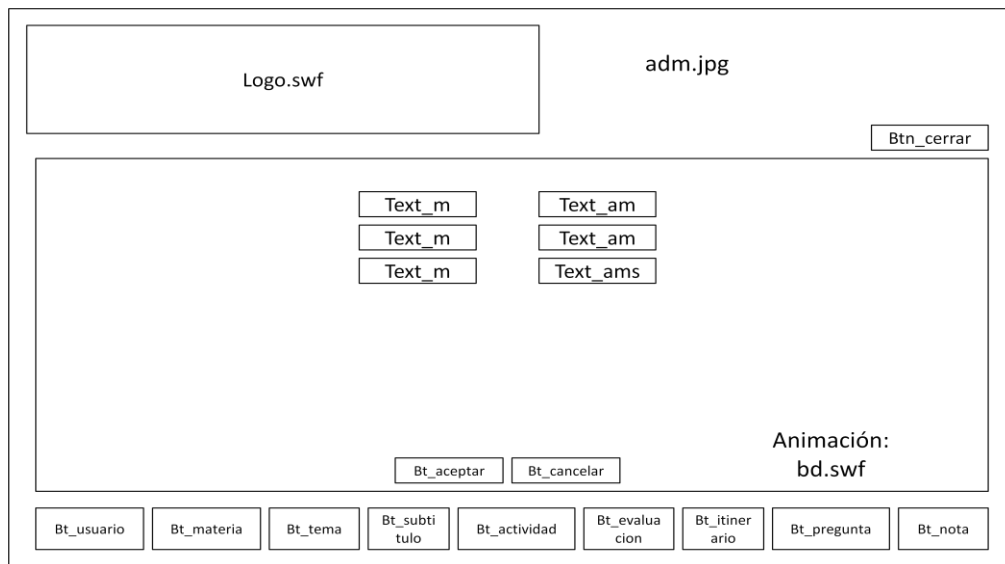 Logo.swf
adm.jpg
Btn_cerrar
Text_m
Text_am
Text_m
Text_am
Text_m
Text_ams
Animación:
bd.swf
Bt_aceptar
Bt_cancelar
Bt_usuario
Bt_materia
Bt_tema
Bt_subti
tulo
Bt_actividad
Bt_evalua
cion
Bt_itiner
ario
Bt_pregunta
Bt_nota